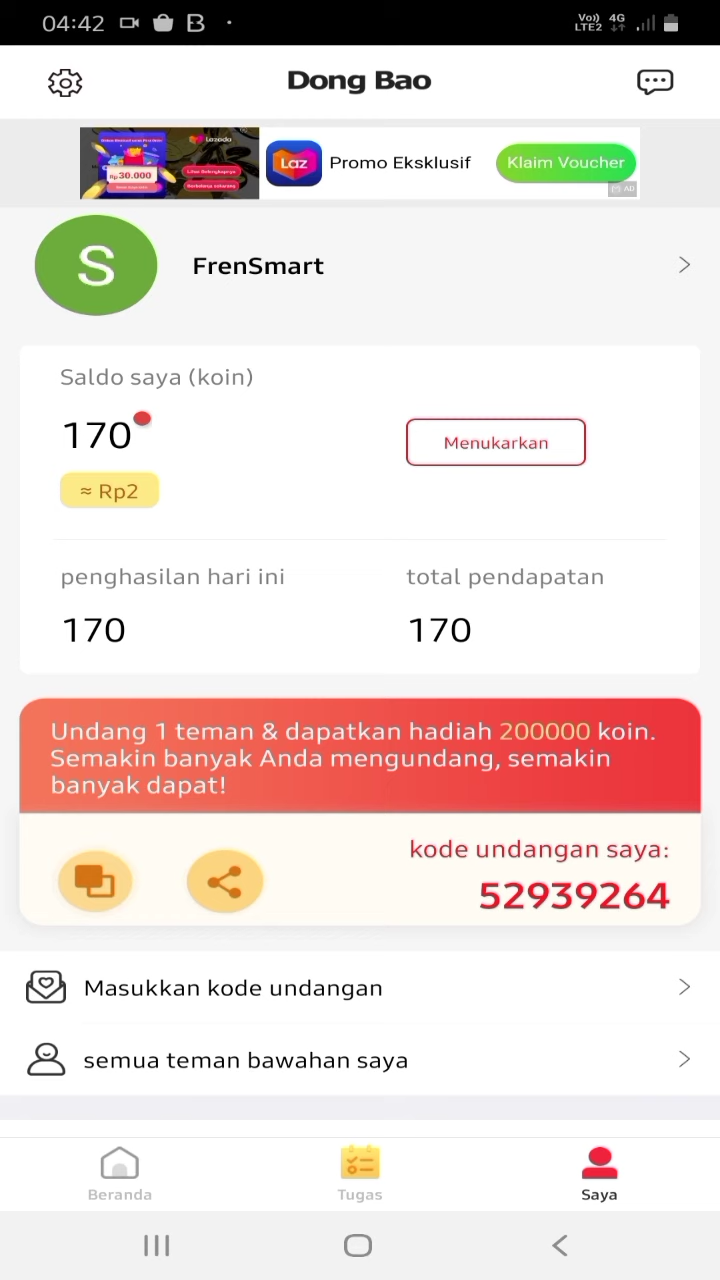 04:42
Vo)) 4G
LTE2
Dong Bao
Lazada
Rp30.000
Laz
Promo Eksklusif
Klaim Voucher
AD
S
FrenSmart
Saldo saya (koin)
170
Menukarkan
≈ Rp2
penghasilan hari ini
total pendapatan
170
170
Undang 1 teman & dapatkan hadiah 200000 koin.
Semakin banyak Anda mengundang, semakin
banyak dapat!
kode undangan saya:
52939264
Masukkan kode undangan
semua teman bawahan saya
Beranda
Tugas
Saya